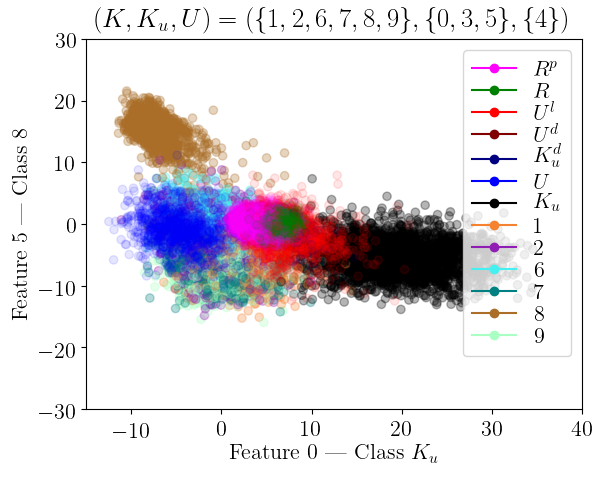 (K, K_u, U) = ({1, 2, 6, 7, 8, 9}, {0, 3, 5}, {4})
30
20
10
0
−10
−20
−30
Feature 5 — Class 8
−10 0 10 20 30 40
Feature 0 — Class K_u
R^p
R
U^l
U^d
K_u^d
U
K_u
1
2
6
7
8
9